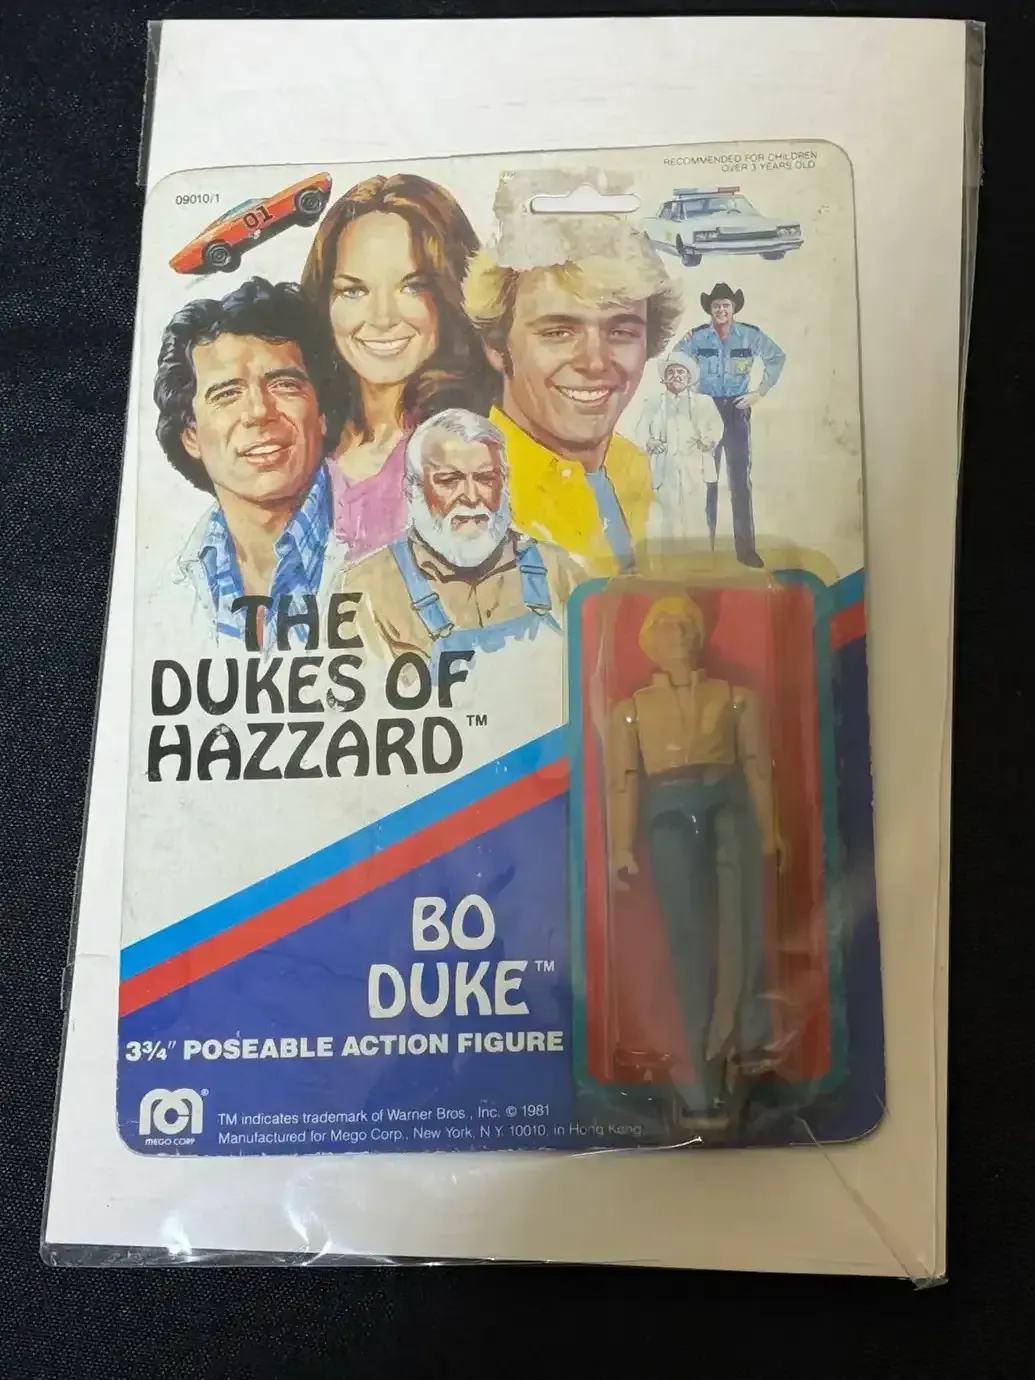 RECOMMENDED FOR CHILDREN
OVER 3 YEARS OLD
09010/1
01
THE
DUKES OF
HAZZARD™
BO
DUKE™
3¾" POSEABLE ACTION FIGURE
MEGO CORP ®
TM indicates trademark of Warner Bros., Inc. © 1981
Manufactured for Mego Corp., New York, N.Y. 10010, in Hong Kong